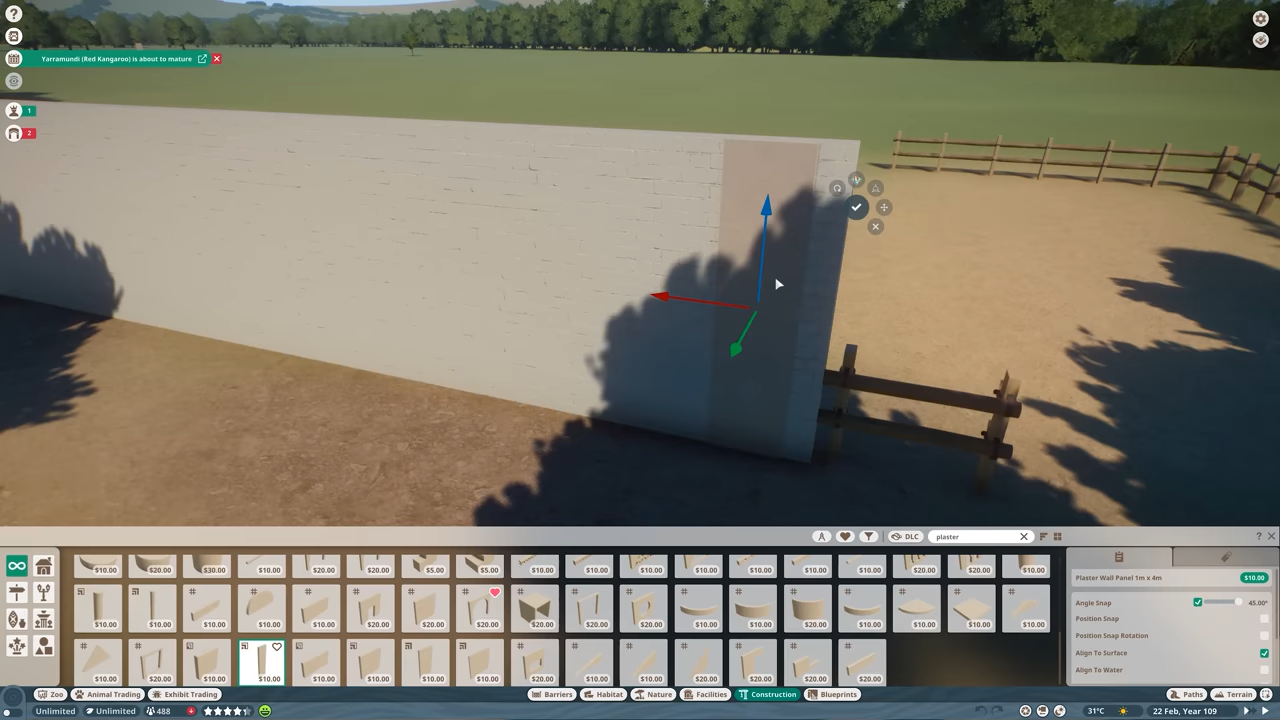 Yarramundi (Red Kangaroo) is about to mature
1
2
DLC
plaster
$10.00 $20.00 $30.00 $10.00 $20.00 $20.00 $5.00 $5.00 $10.00 $10.00 $10.00 $10.00 $10.00 $10.00 $10.00 $20.00 $20.00 $10.00
$10.00 $10.00 $10.00 $10.00 $10.00 $20.00 $20.00 $20.00 $20.00 $10.00 $20.00 $10.00 $20.00 $20.00 $10.00 $20.00 $20.00 $10.00
$10.00 $20.00 $20.00 $10.00 $10.00 $20.00 $20.00 $20.00 $20.00 $10.00 $10.00 $10.00 $10.00 $10.00 $10.00
Plaster Wall Panel 1m x 4m
$10.00
Angle Snap
45.00°
Position Snap
Position Snap Rotation
Align To Surface
Align To Water
Zoo
Animal Trading
Exhibit Trading
Barriers
Habitat
Nature
Facilities
Construction
Blueprints
Paths
Terrain
Unlimited
Unlimited
488
31°C
22 Feb, Year 109